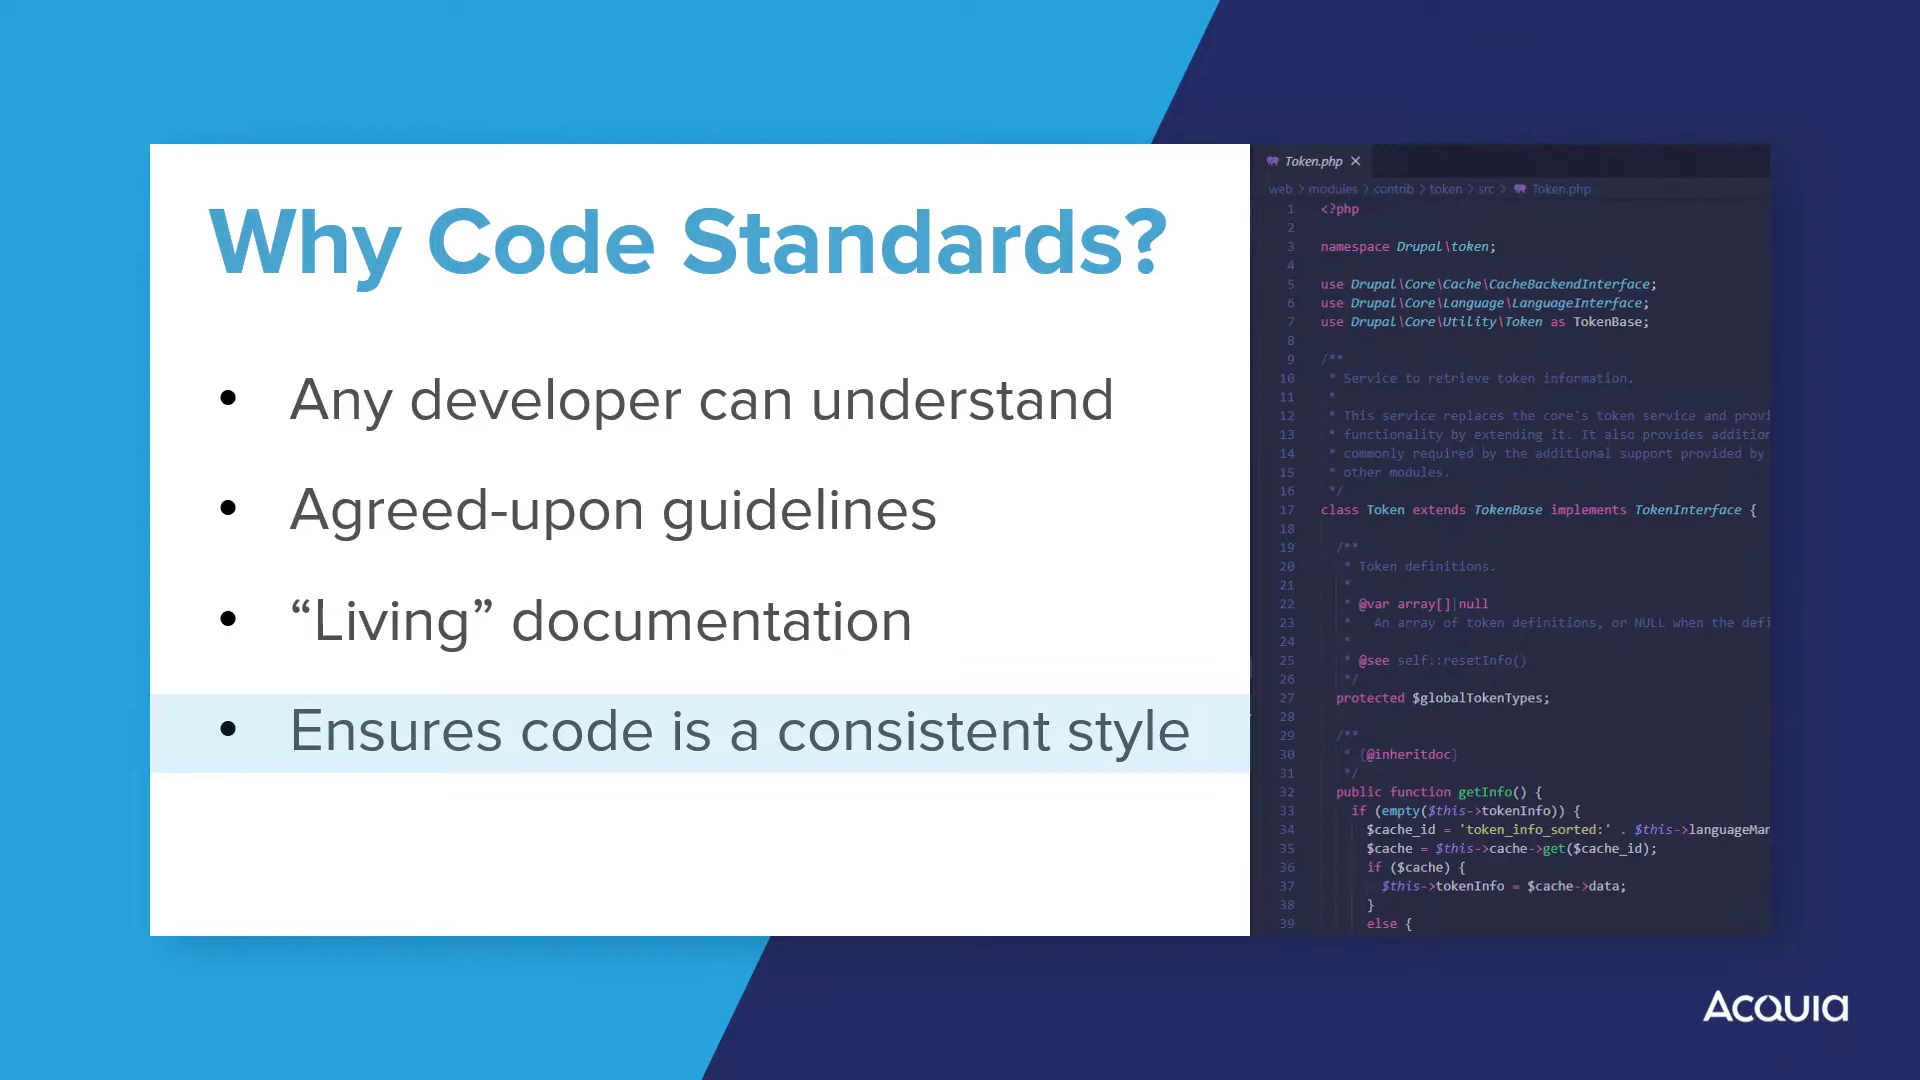 Why Code Standards?
• Any developer can understand
• Agreed-upon guidelines
• “Living” documentation
• Ensures code is a consistent style
Token.php ×
web > modules > contrib > token > src > Token.php
1 <?php
2
3 namespace Drupal\token;
4
5 use Drupal\Core\Cache\CacheBackendInterface;
6 use Drupal\Core\Language\LanguageInterface;
7 use Drupal\Core\Utility\Token as TokenBase;
8
9 /**
10 * Service to retrieve token information.
11 *
12 * This service replaces the core's token service and provi
13 * functionality by extending it. It also provides addition
14 * commonly required by the additional support provided by
15 * other modules.
16 */
17 class Token extends TokenBase implements TokenInterface {
18
19 /**
20 * Token definitions.
21 *
22 * @var array[]|null
23 * An array of token definitions, or NULL when the defi
24 *
25 * @see self::resetInfo()
26 */
27 protected $globalTokenTypes;
28
29 /**
30 * {@inheritdoc}
31 */
32 public function getInfo() {
33 if (empty($this->tokenInfo)) {
34 $cache_id = 'token_info_sorted:' . $this->languageMan
35 $cache = $this->cache->get($cache_id);
36 if ($cache) {
37 $this->tokenInfo = $cache->data;
38 }
39 else {
Acquia